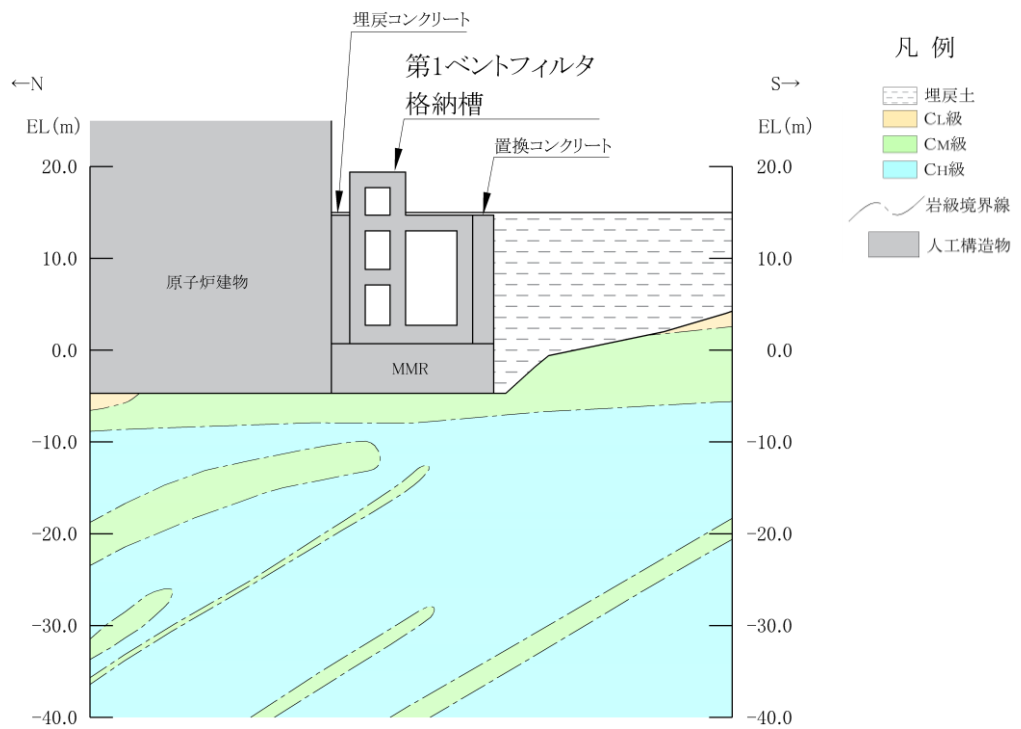 埋戻コンクリート
第1ベントフィルタ
格納槽
凡 例
←N
S→
埋戻土
EL(m)
EL(m)
CL級
置換コンクリート
CM級
20.0
20.0
CH級
岩級境界線
人工構造物
10.0
10.0
原子炉建物
0.0
0.0
MMR
-10.0
-10.0
-20.0
-20.0
-30.0
-30.0
-40.0
-40.0